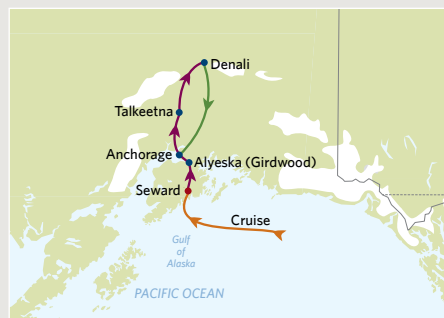 Denali
Talkeetna
Anchorage
Alyeska (Girdwood)
Seward
Cruise
Gulf
of
Alaska
PACIFIC OCEAN